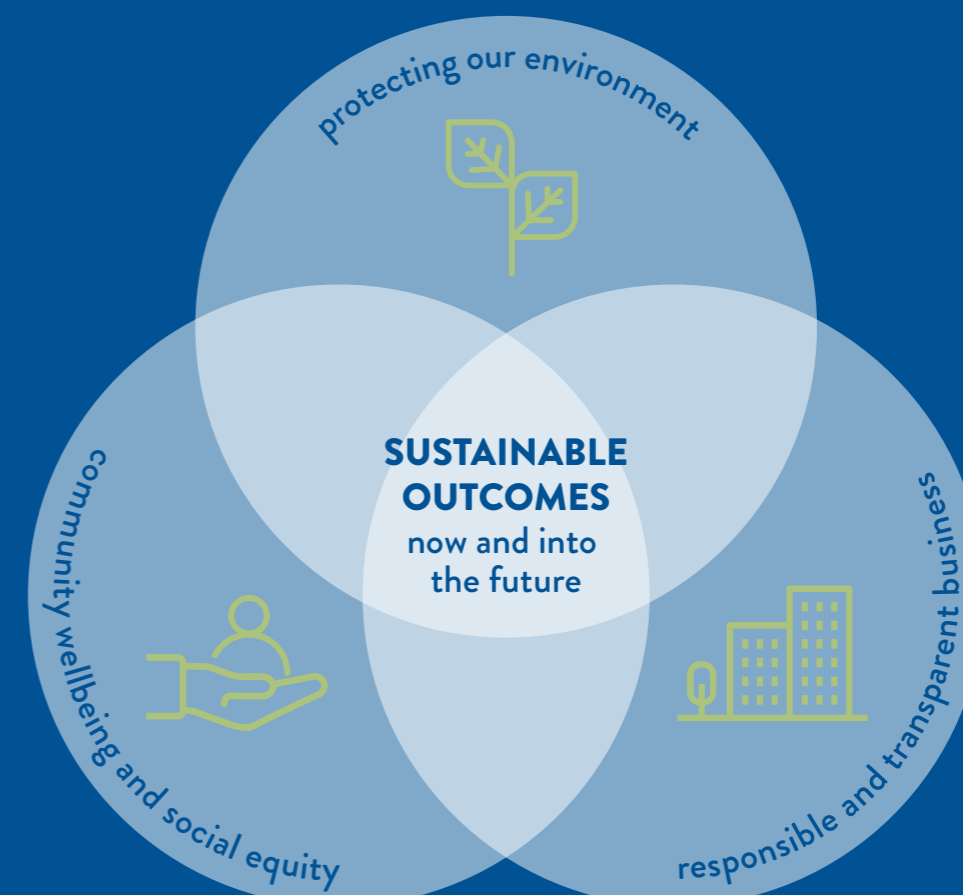 protecting our environment
SUSTAINABLE
OUTCOMES
now and into
the future
community wellbeing and social equity
responsible and transparent business